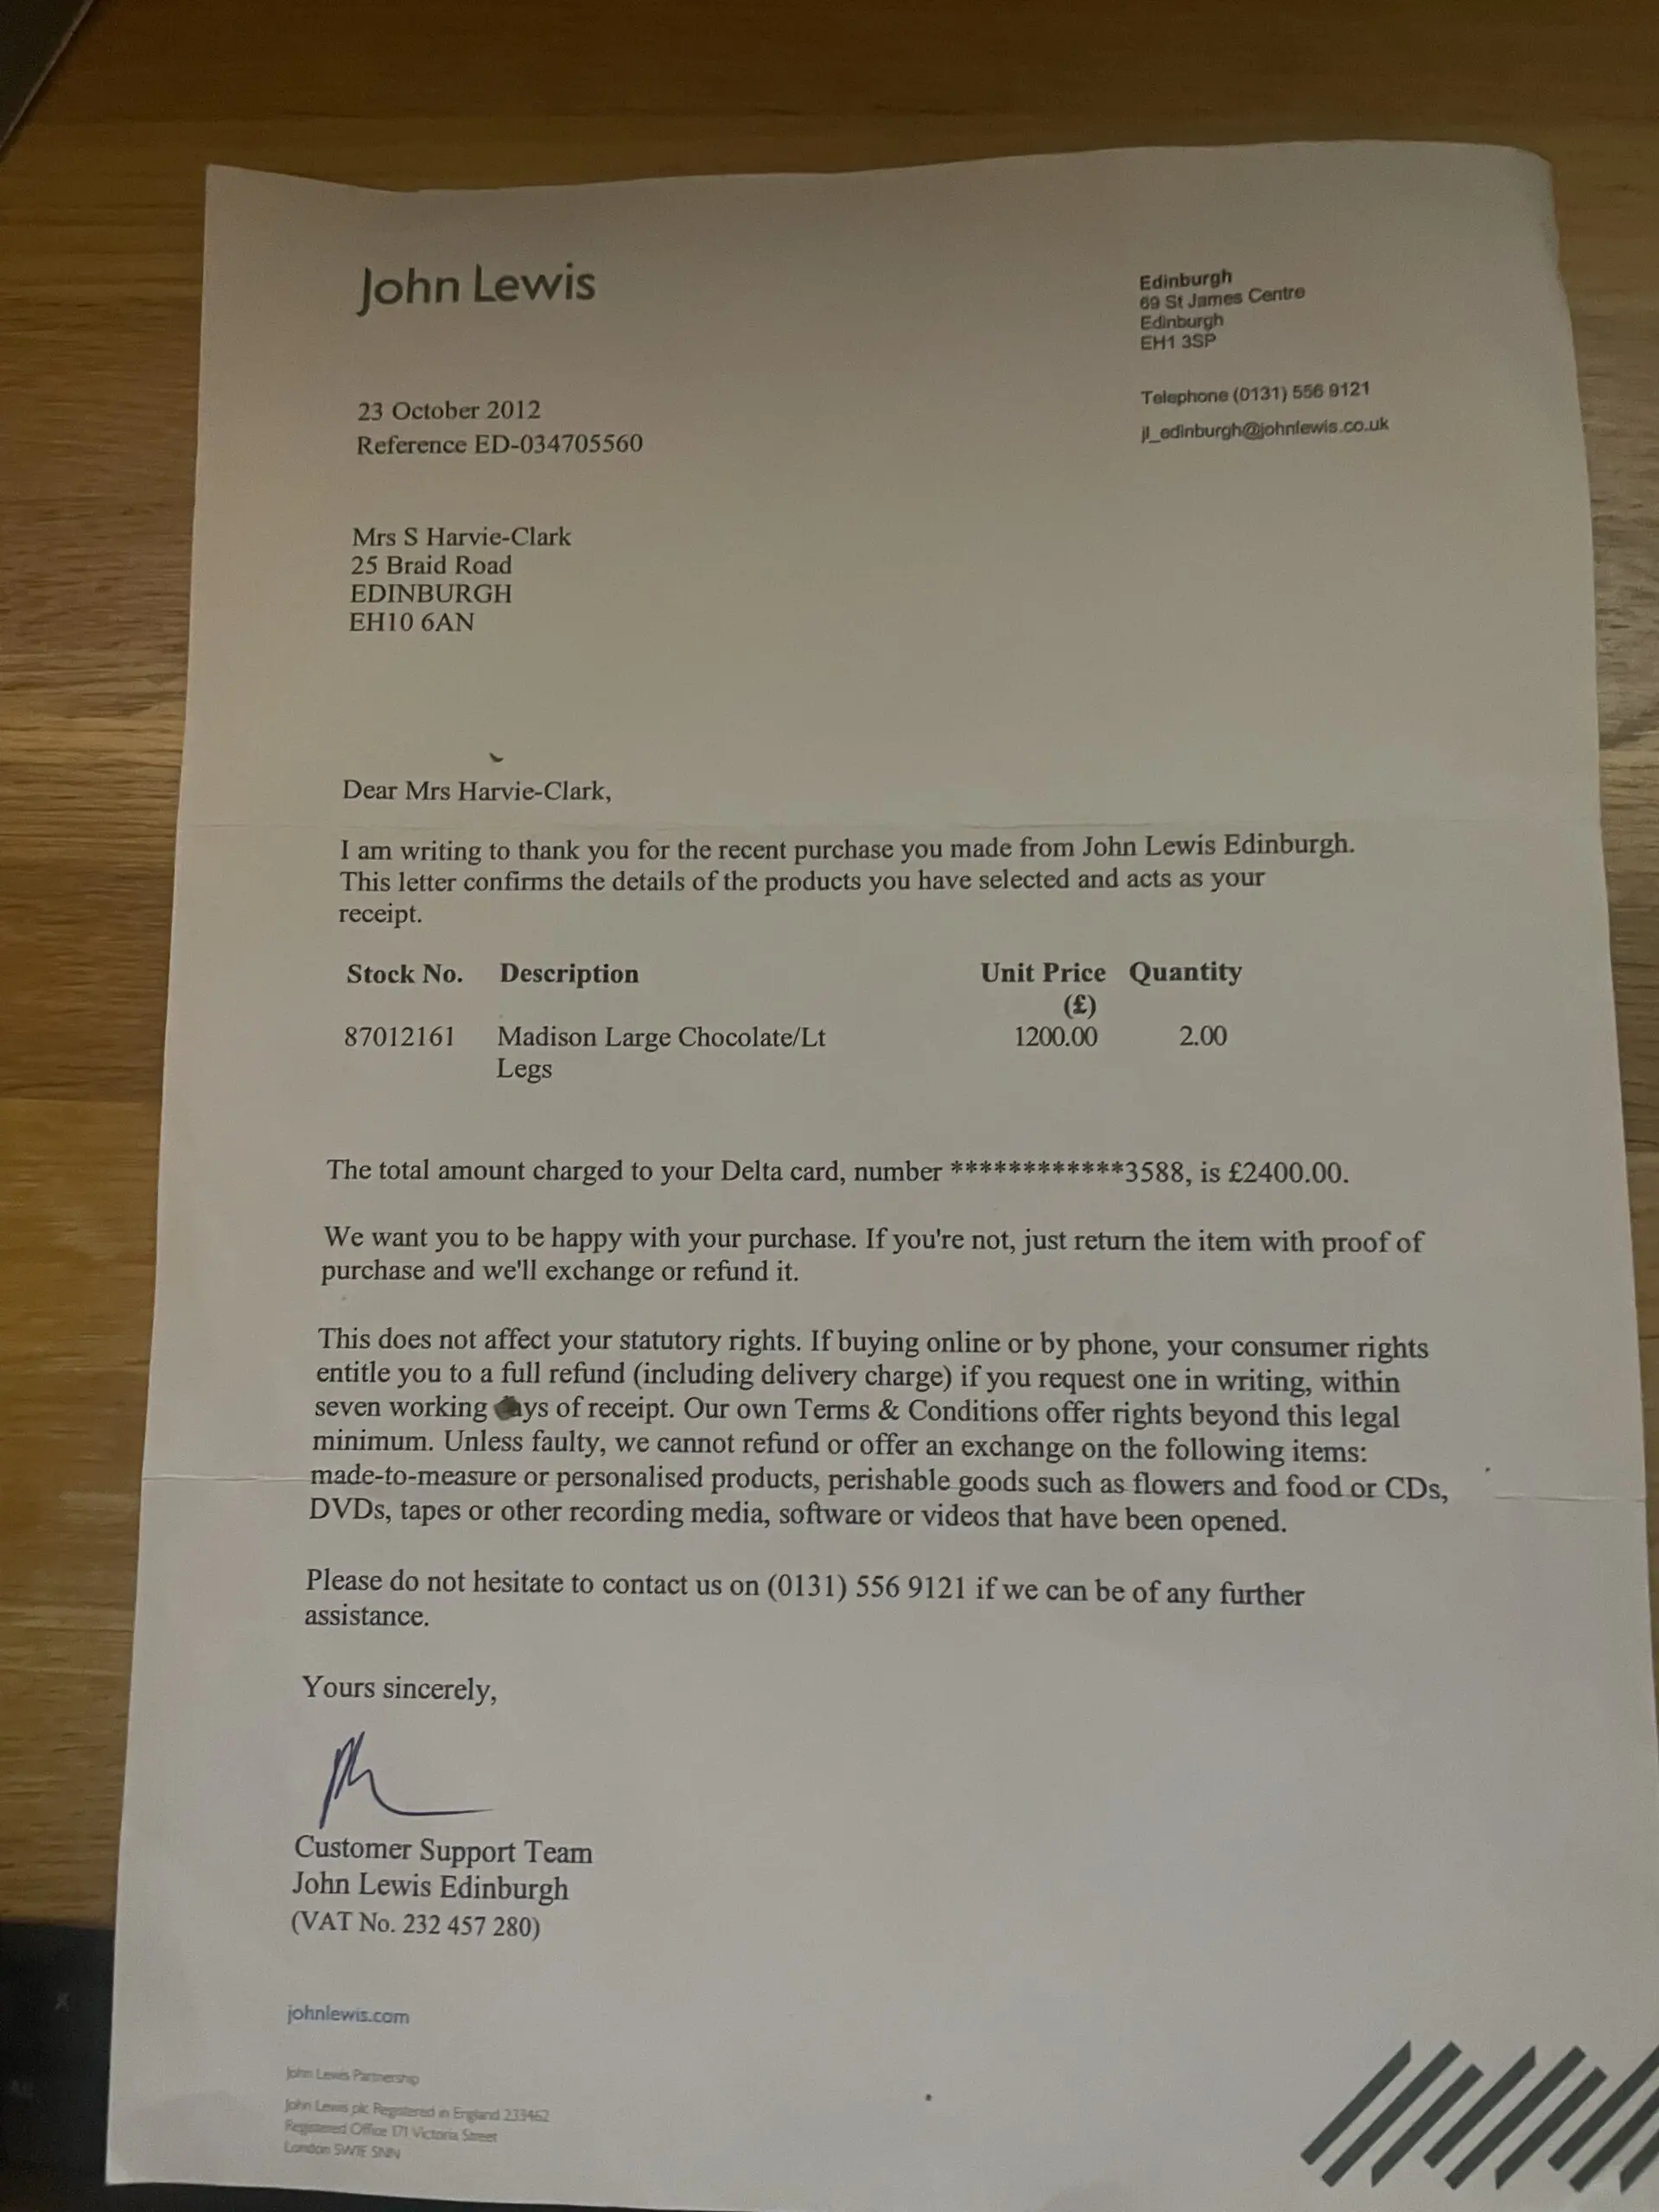 John Lewis
Edinburgh
69 St James Centre
Edinburgh
EH1 3SP
Telephone (0131) 556 9121
jl_edinburgh@johnlewis.co.uk
23 October 2012
Reference ED-034705560
Mrs S Harvie-Clark
25 Braid Road
EDINBURGH
EH10 6AN
Dear Mrs Harvie-Clark,
I am writing to thank you for the recent purchase you made from John Lewis Edinburgh.
This letter confirms the details of the products you have selected and acts as your
receipt.
Stock No. Description Unit Price Quantity
(£)
87012161 Madison Large Chocolate/Lt 1200.00 2.00
Legs
The total amount charged to your Delta card, number ************3588, is £2400.00.
We want you to be happy with your purchase. If you're not, just return the item with proof of
purchase and we'll exchange or refund it.
This does not affect your statutory rights. If buying online or by phone, your consumer rights
entitle you to a full refund (including delivery charge) if you request one in writing, within
seven working days of receipt. Our own Terms & Conditions offer rights beyond this legal
minimum. Unless faulty, we cannot refund or offer an exchange on the following items:
made-to-measure or personalised products, perishable goods such as flowers and food or CDs,
DVDs, tapes or other recording media, software or videos that have been opened.
Please do not hesitate to contact us on (0131) 556 9121 if we can be of any further
assistance.
Yours sincerely,
Customer Support Team
John Lewis Edinburgh
(VAT No. 232 457 280)
johnlewis.com
John Lewis Partnership
John Lewis plc Registered in England 233462
Registered Office 171 Victoria Street
London SW1E 5NN